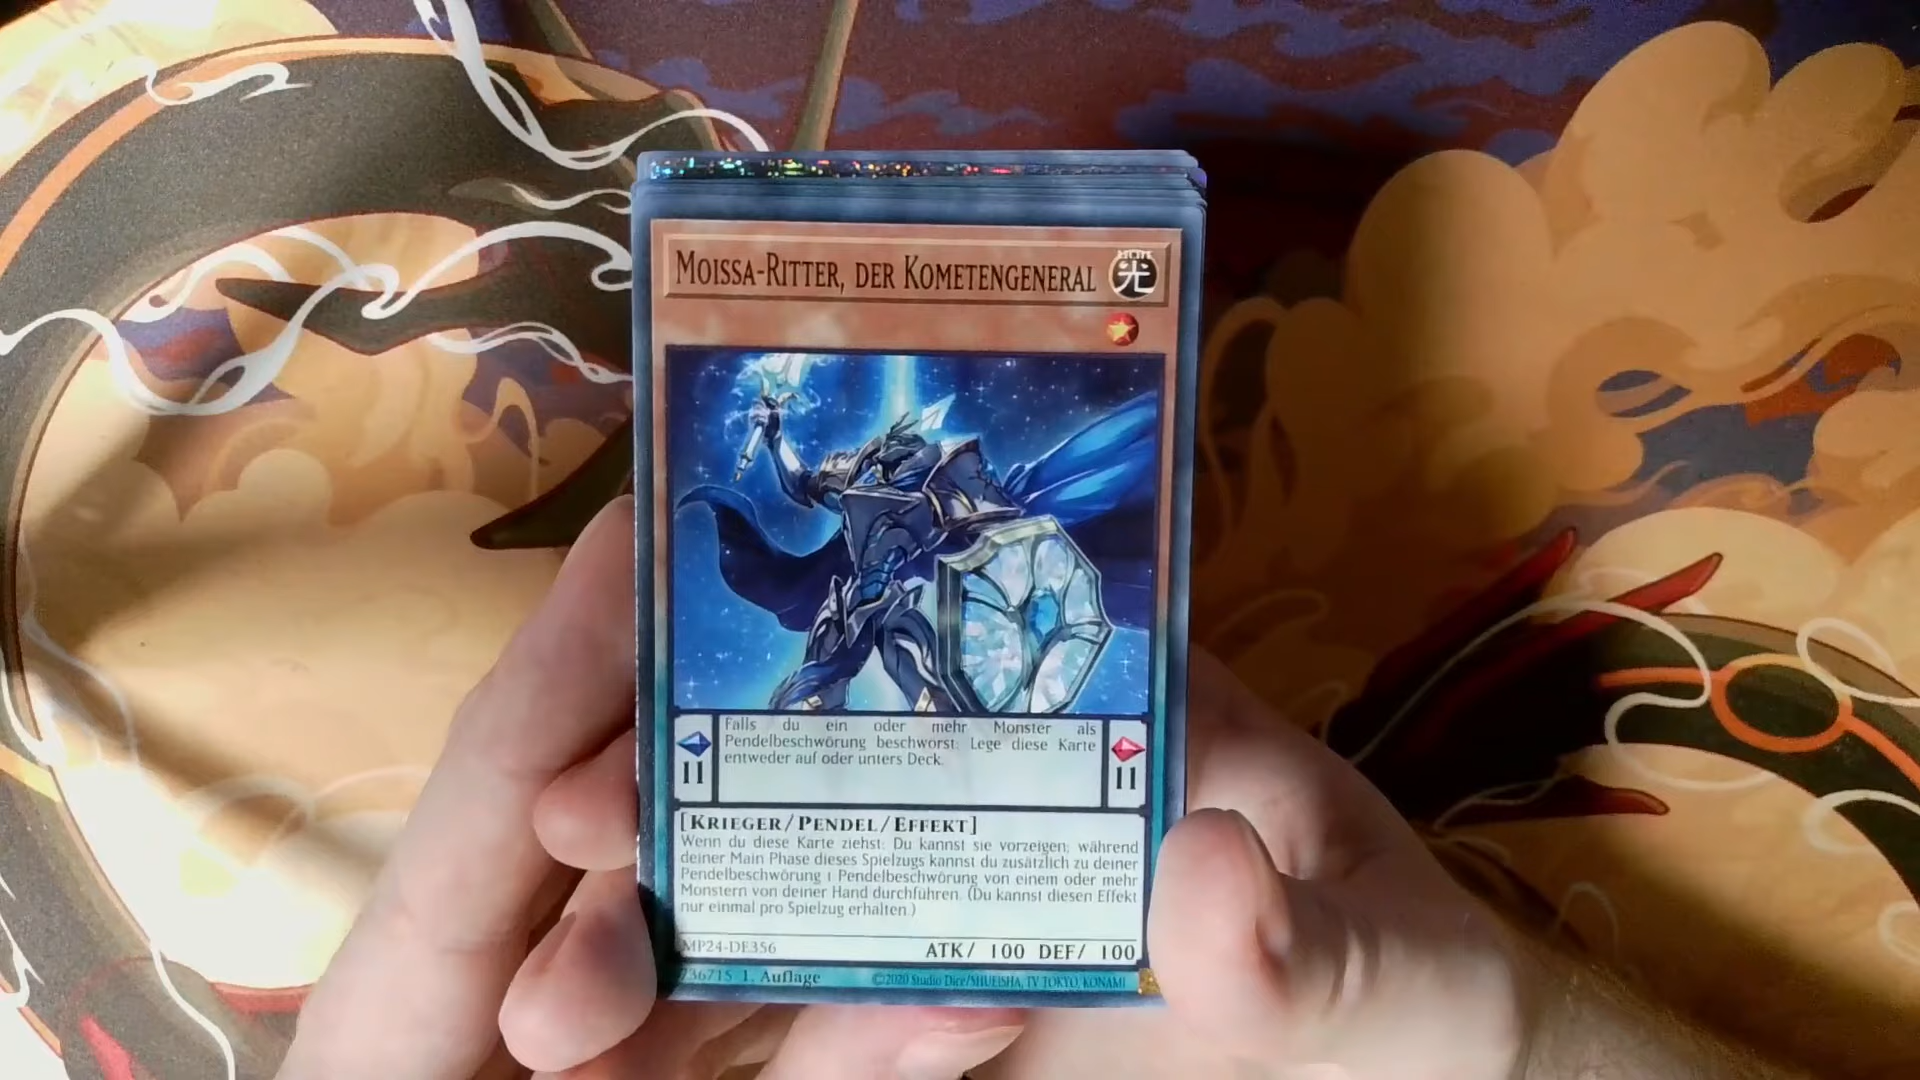 Moissa-Ritter, der Kometengeneral
光
Falls du ein oder mehr Monster als
Pendelbeschwörung beschworst: Lege diese Karte
entweder auf oder unters Deck.
11
11
[Krieger/Pendel/Effekt]
Wenn du diese Karte ziehst: Du kannst sie vorzeigen; während
deiner Main Phase dieses Spielzugs kannst du zusätzlich zu deiner
Pendelbeschwörung 1 Pendelbeschwörung von einem oder mehr
Monstern von deiner Hand durchführen. (Du kannst diesen Effekt
nur einmal pro Spielzug erhalten.)
MP24-DE356
ATK/ 100 DEF/ 100
1. Auflage
©2020 Studio Dice/SHUEISHA, TV TOKYO, KONAMI